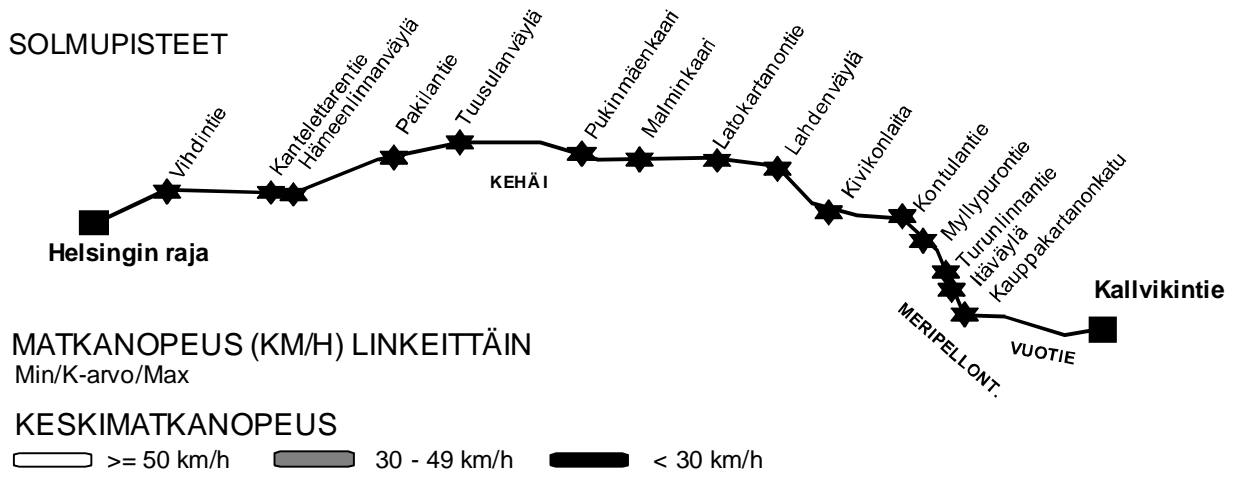 SOLMUPISTEET
Vihdintie
Kantelettarentie
Hämeenlinnanväylä
Pakilantie
Tuusulanväylä
Pukinmäenkaari
Malminkaari
Latokartanontie
Lahdenväylä
Kivikonlaita
Kontulantie
Myllypurontie
Turunlinnantie
Itäväylä
Kauppakartanonkatu
KEHÄI
Helsingin raja
Kallvikintie
MERIPELLONT.
VUOTIE
MATKANOPEUS (KM/H) LINKEITTÄIN
Min/K-arvo/Max
KESKIMATKANOPEUS
>= 50 km/h 30 - 49 km/h < 30 km/h